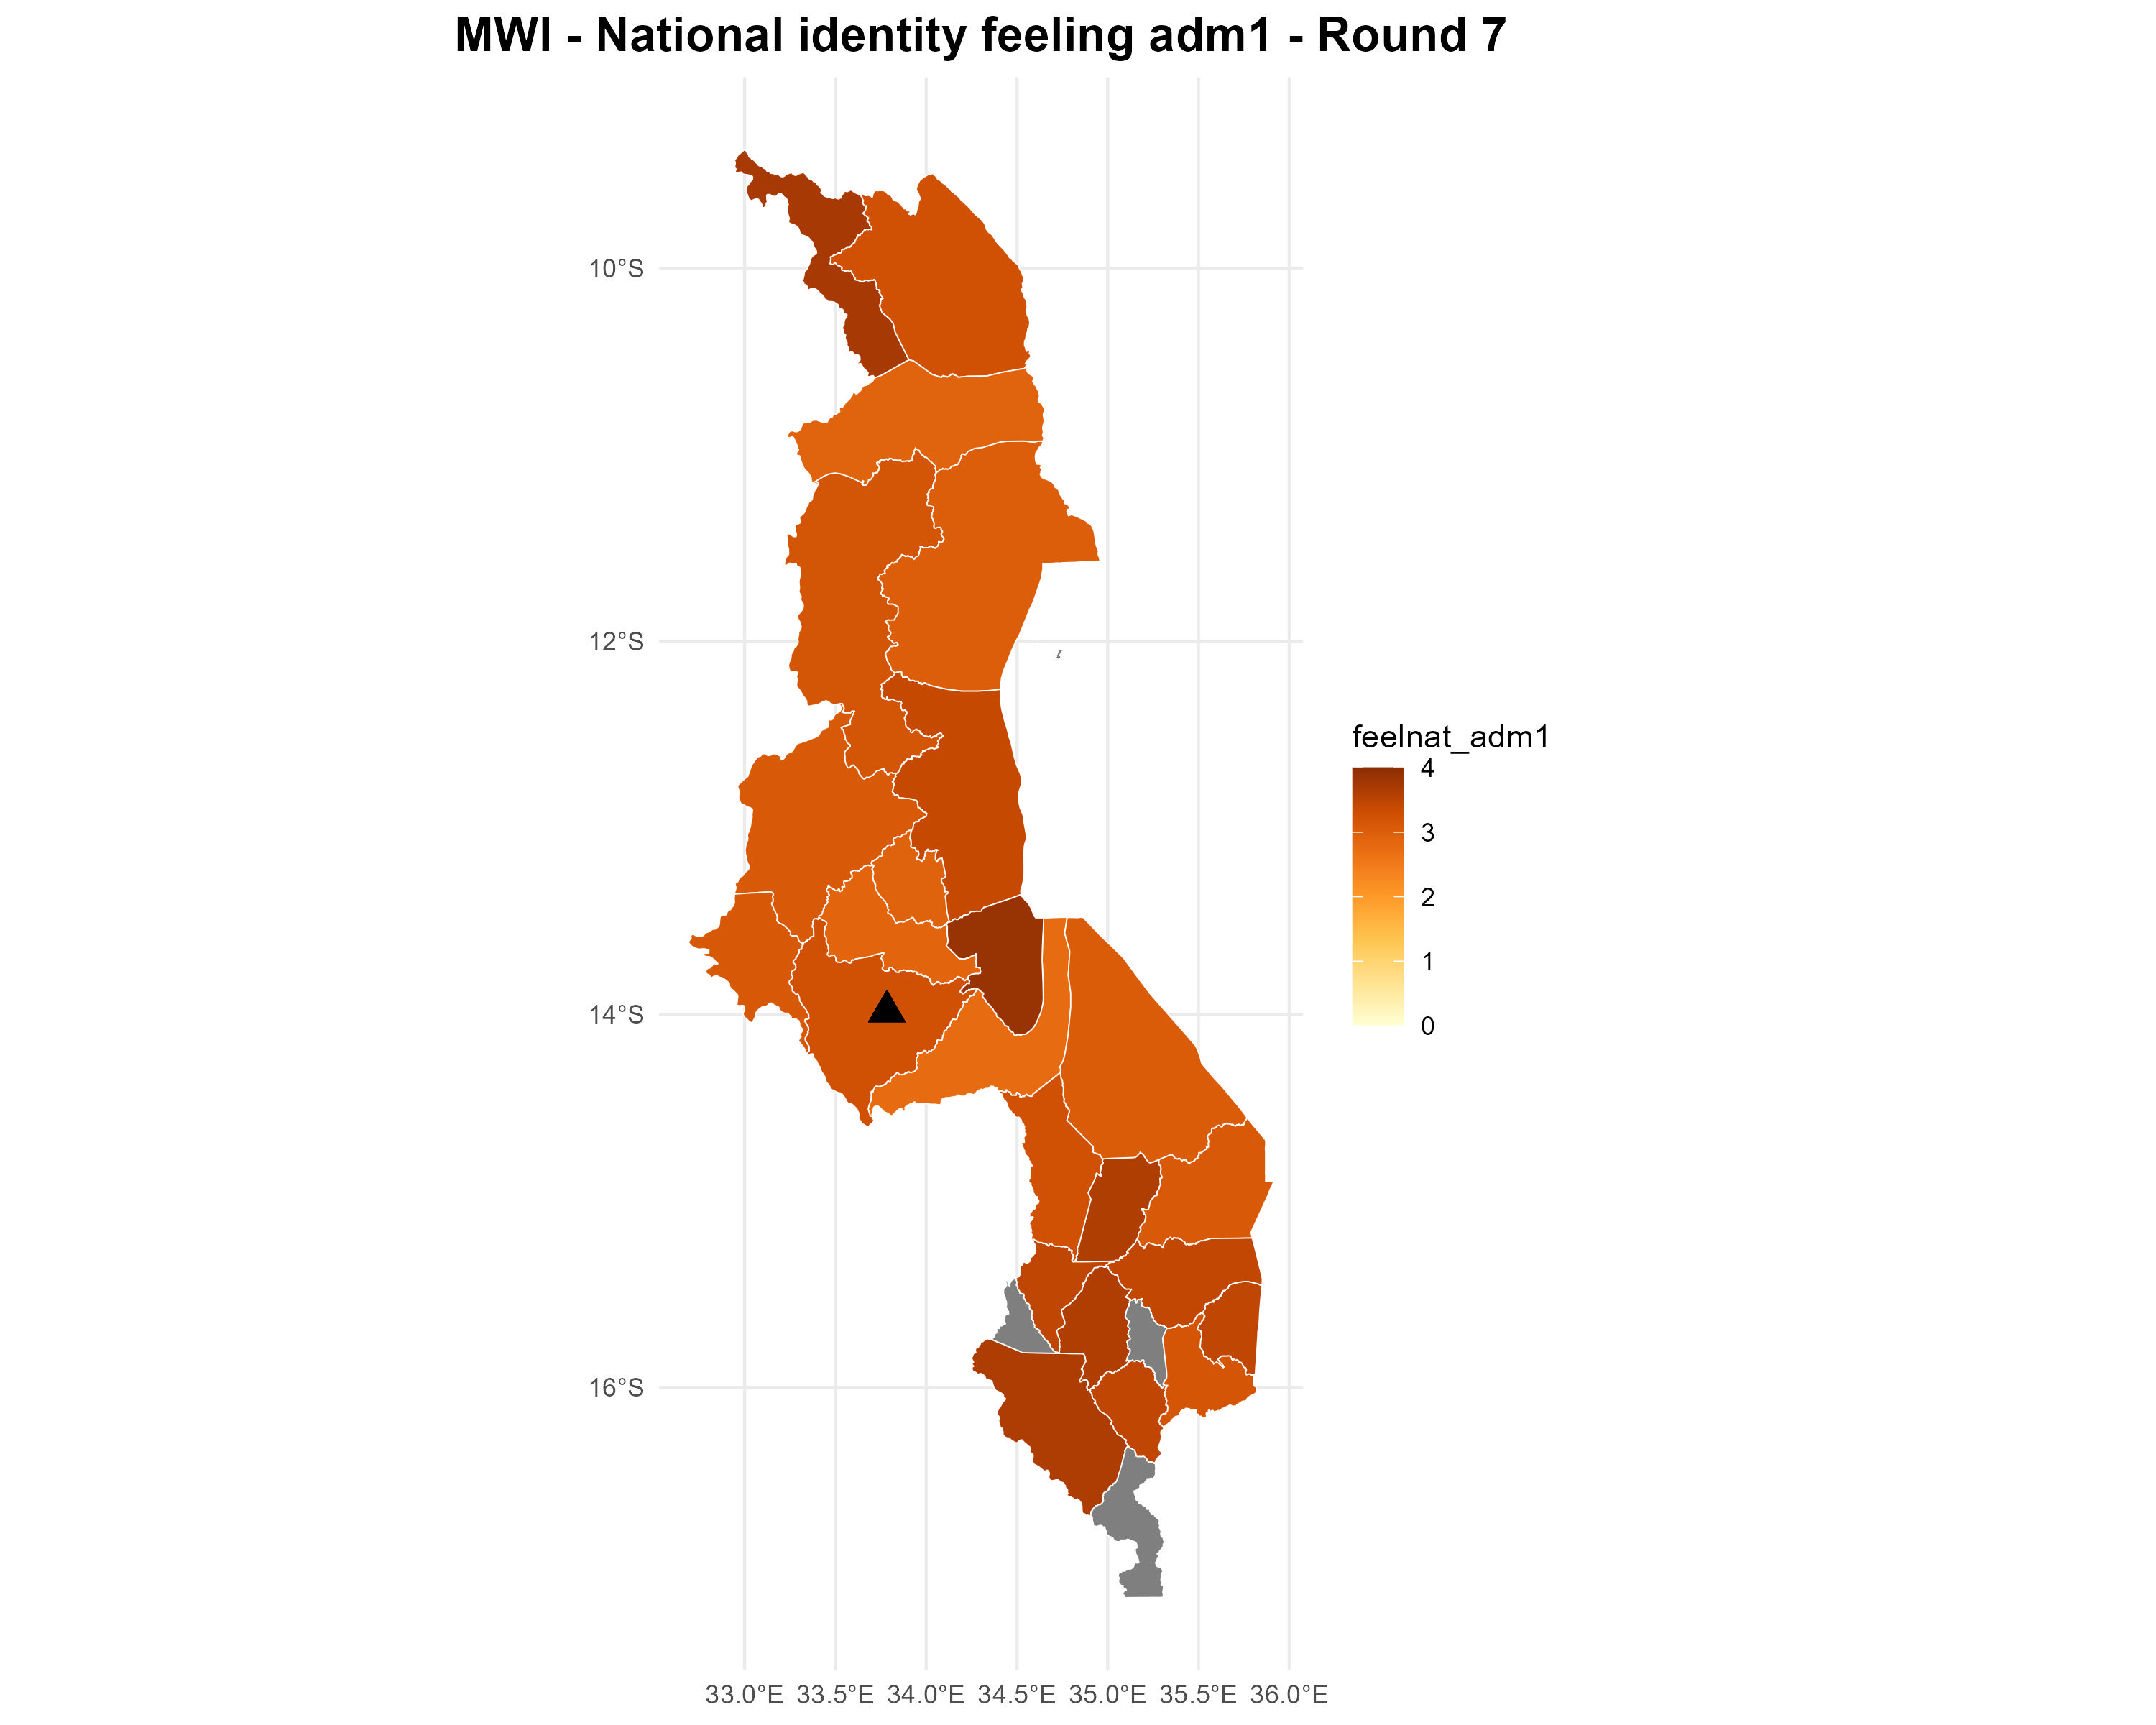 MWI - National identity feeling adm1 - Round 7
10°S
12°S
14°S
16°S
33.0°E 33.5°E 34.0°E 34.5°E 35.0°E 35.5°E 36.0°E
feelnat_adm1
4
3
2
1
0